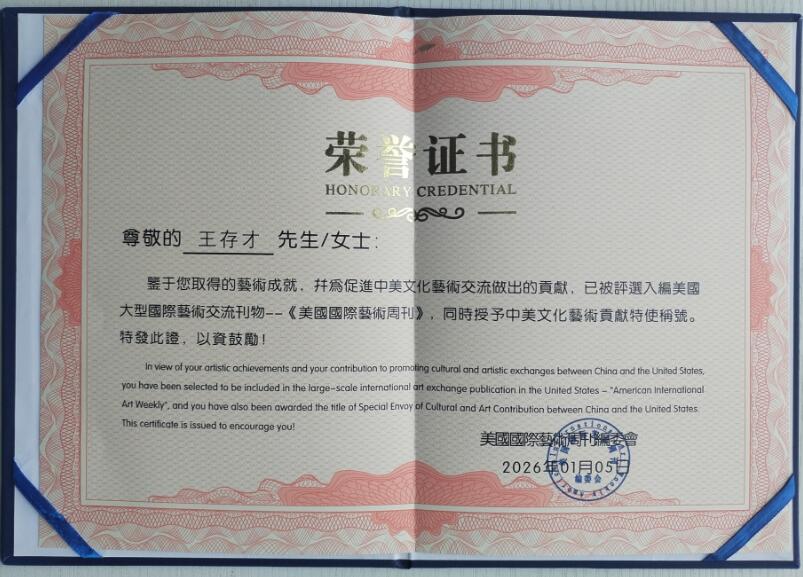 荣誉证书
HONORARY CREDENTIAL
尊敬的 王存才 先生/女士：
鑒于您取得的藝術成就，幷爲促進中美文化藝術交流做出的貢獻，已被評選入編美國
大型國際藝術交流刊物--《美國國際藝術周刊》，同時授予中美文化藝術貢獻特使稱號。
特發此證，以資鼓勵！
In view of your artistic achievements and your contribution to promoting cultural and artistic exchanges between China and the United States,
you have been selected to be included in the large-scale international art exchange publication in the United States – "American International
Art Weekly", and you have also been awarded the title of Special Envoy of Cultural and Art Contribution between China and the United States.
This certificate is issued to encourage you!
美國國際藝術周刊編委會
2026年01月05日
編委会